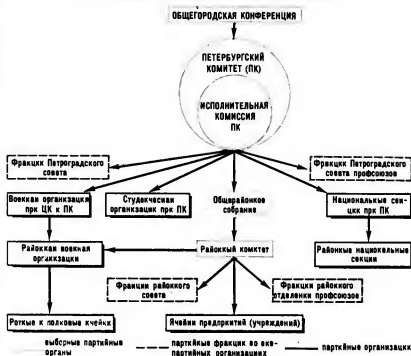 ОБЩЕГОРОДСКАЯ КОНФЕРЕНЦИЯ
ПЕТЕРБУРГСКИЙ
КОМИТЕТ (ПК)
ИСПОЛНИТЕЛЬНАЯ
КОМИССИЯ
ПК
Фракции Петроградского
совета
Фракции Петроградского
совета профсоюзов
Военная организация
при ЦК и ПК
Студенческая
организация при ПК
Общерайонное
собрание
Национальные сек-
ции при ПК
Районная военная
организации
Районный комитет
Районные национальные
секции
Фракции районного
совета
Фракции районного
отделения профсоюзов
Ротные и полковые ячейки
Ячейки предприятий (учреждений)
выборные партийные
органы
партийные фракции во вне-
партийных организациях
партийные организации